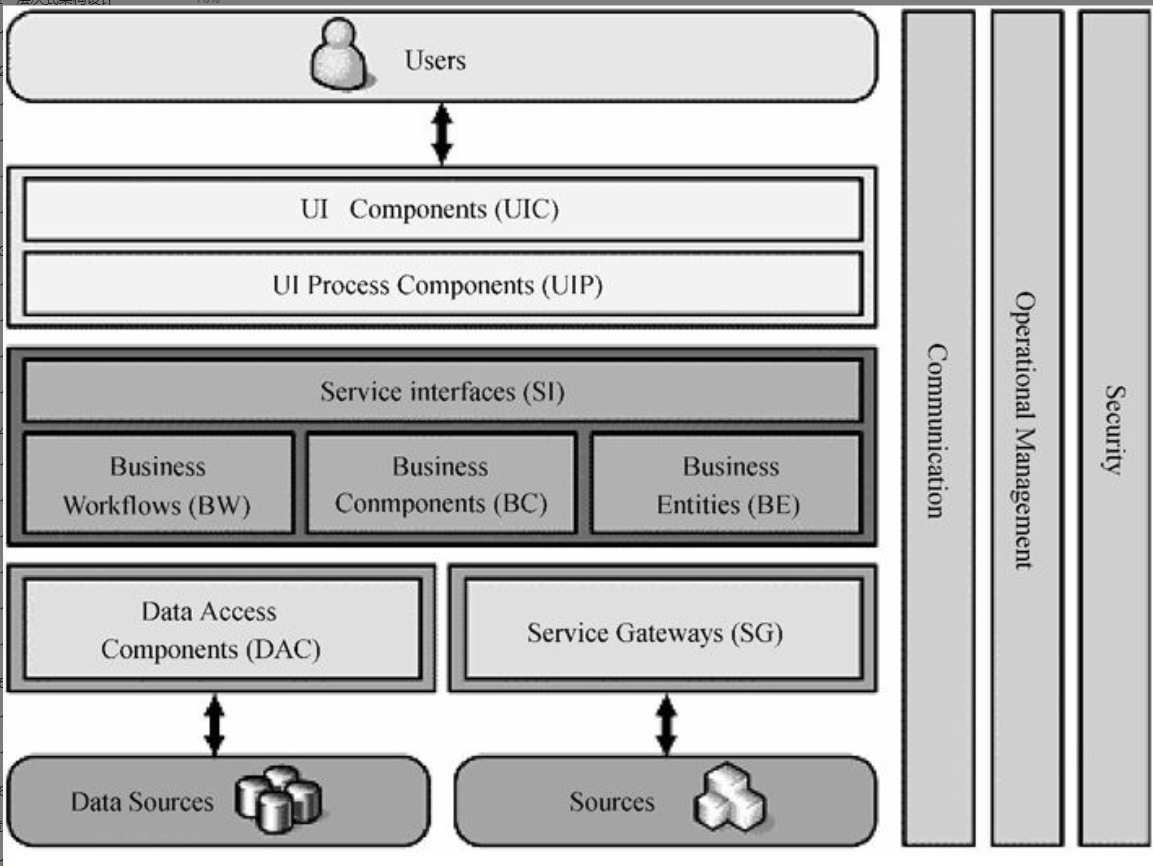 Users
UI Components (UIC)
UI Process Components (UIP)
Service interfaces (SI)
Business
Workflows (BW)
Business
Conmponents (BC)
Business
Entities (BE)
Data Access
Components (DAC)
Service Gateways (SG)
Data Sources
Sources
Communication
Operational Management
Security